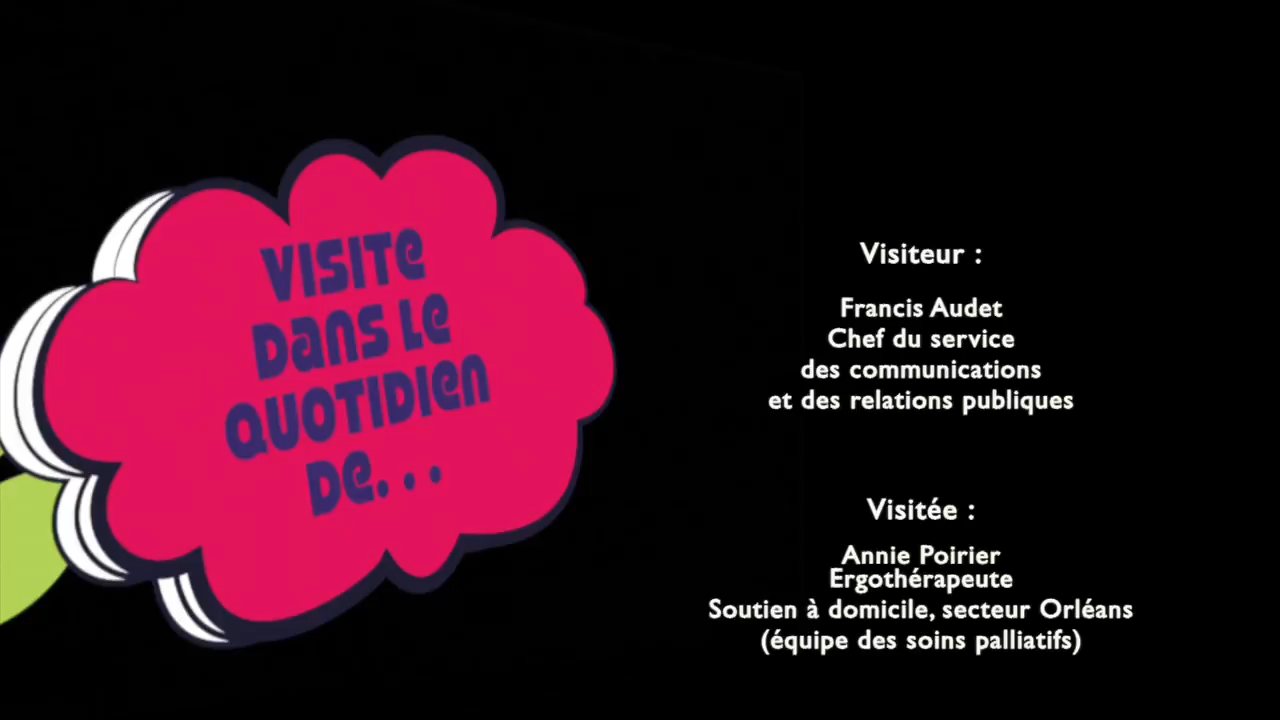 VISITE
DANS LE
QUOTIDIEN
DE...
Visiteur :
Francis Audet
Chef du service
des communications
et des relations publiques
Visitée :
Annie Poirier
Ergothérapeute
Soutien à domicile, secteur Orléans
(équipe des soins palliatifs)